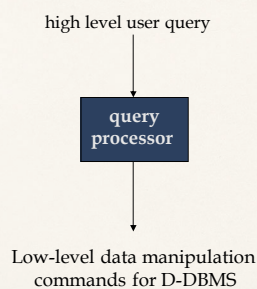 high level user query
query
processor
Low-level data manipulation
commands for D-DBMS